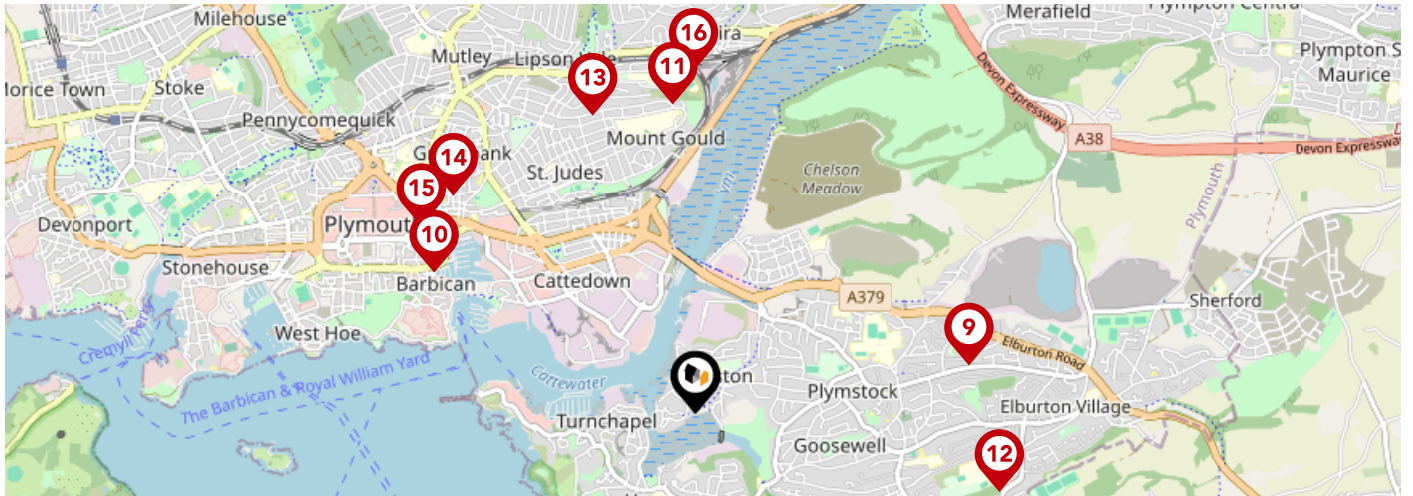 Milehouse
Merafield
Plympton Central
16
Mutley
Lipson
11
Plympton S
Maurice
13
Devon Expressway
Morice Town
Stoke
Pennycomequick
Mount Gould
A38
Devon Expressway
14
St. Judes
Chelson
Meadow
15
Plymouth
Devonport
10
Stonehouse
Barbican
Cattedown
A379
Sherford
9
West Hoe
Cremyll Ferry
Elburton Road
The Barbican & Royal William Yard
Cattewater
Plymstock
Elburton Village
Turnchapel
Goosewell
12